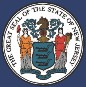 THE GREAT SEAL OF THE STATE OF NEW JERSEY